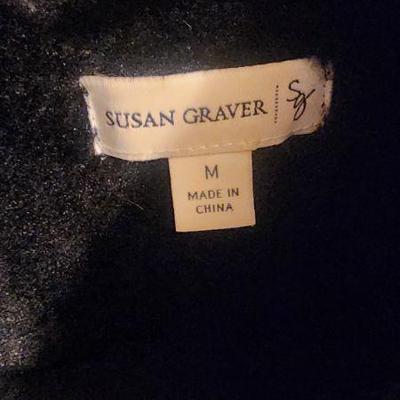 SUSAN GRAVER Sg
M
MADE IN
CHINA